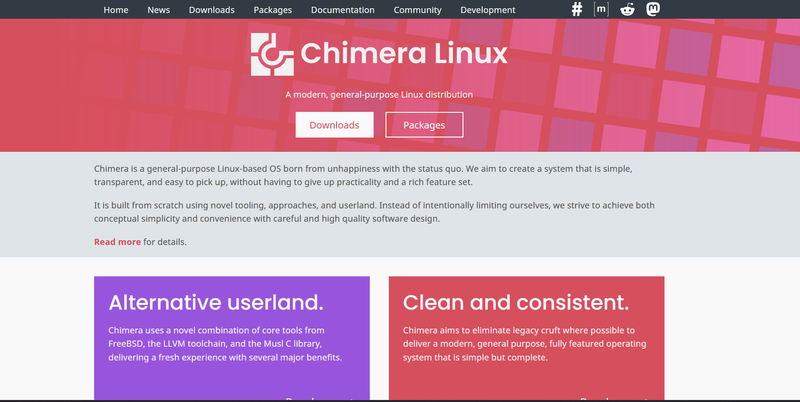 Home News Downloads Packages Documentation Community Development
Chimera Linux
A modern, general-purpose Linux distribution
Downloads Packages
Chimera is a general-purpose Linux-based OS born from unhappiness with the status quo. We aim to create a system that is simple,
transparent, and easy to pick up, without having to give up practicality and a rich feature set.
It is built from scratch using novel tooling, approaches, and userland. Instead of intentionally limiting ourselves, we strive to achieve both
conceptual simplicity and convenience with careful and high quality software design.
Read more for details.
Alternative userland.
Chimera uses a novel combination of core tools from
FreeBSD, the LLVM toolchain, and the Musl C library,
delivering a fresh experience with several major benefits.
Clean and consistent.
Chimera aims to eliminate legacy cruft where possible to
deliver a modern, general purpose, fully featured operating
system that is simple but complete.